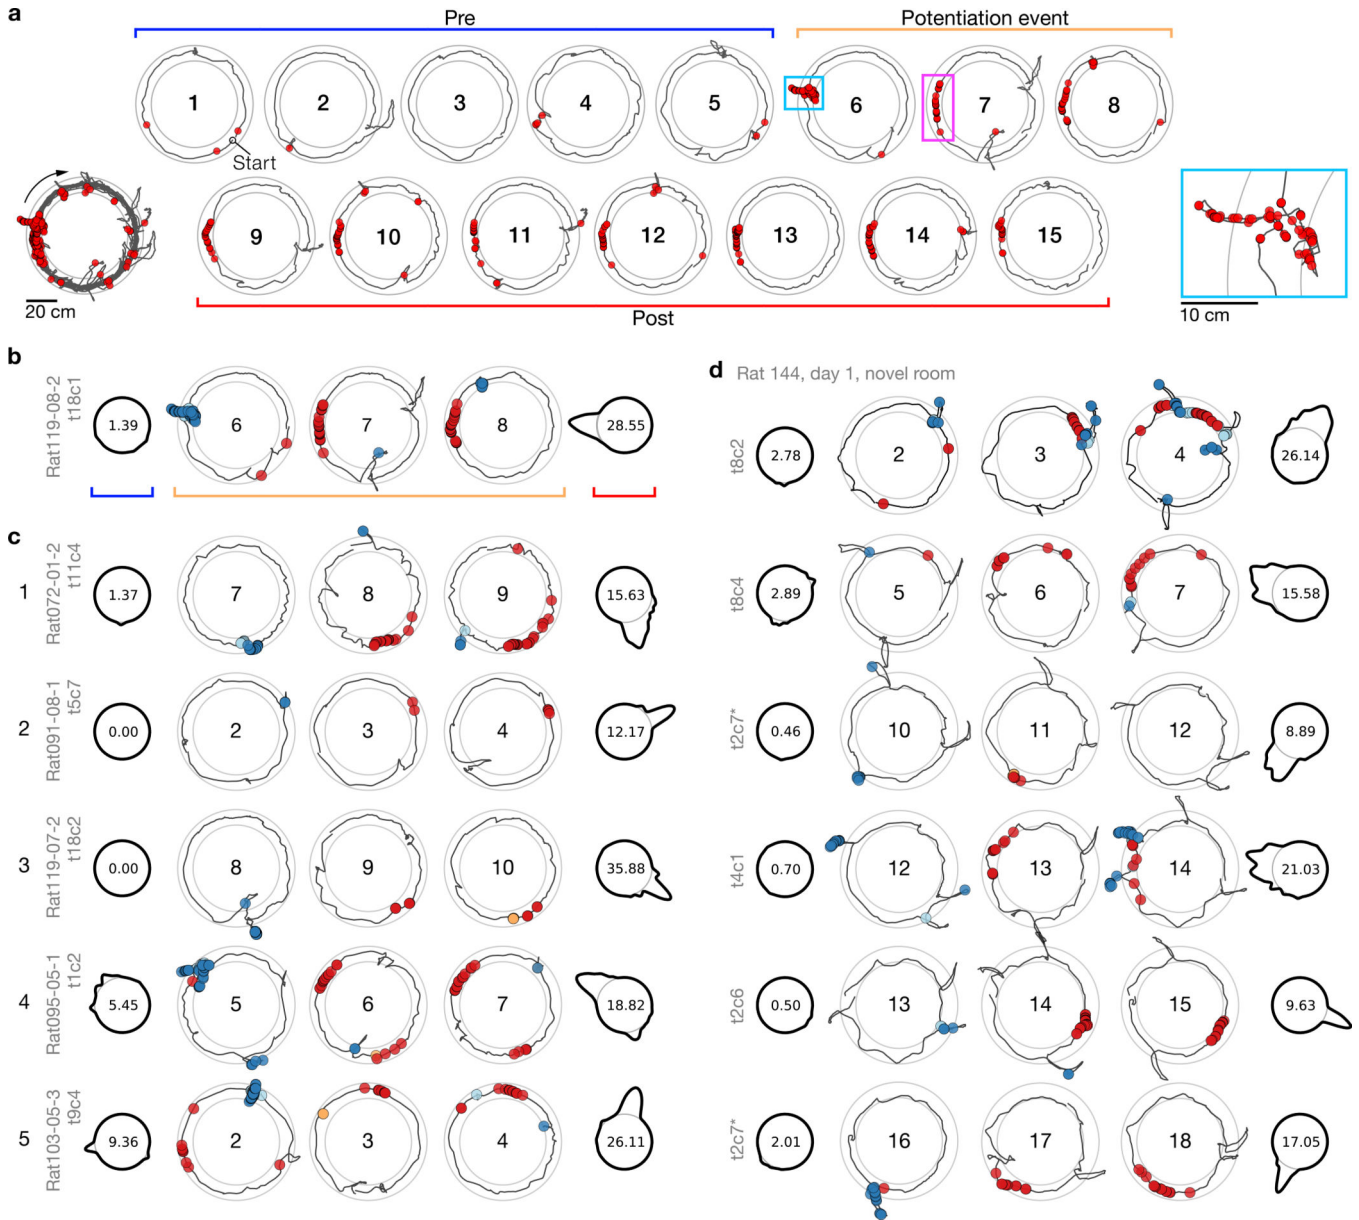 a
Pre
Potentiation event
1 2 3 4 5 6 7 8
Start
9 10 11 12 13 14 15
20 cm
Post
10 cm
b
Rat119-08-2
t18c1
1.39 6 7 8 28.55
c
1
Rat072-01-2
t11c4
1.37 7 8 9 15.63
2
Rat091-08-1
t5c7
0.00 2 3 4 12.17
3
Rat119-07-2
t18c2
0.00 8 9 10 35.88
4
Rat095-05-1
t1c2
5.45 5 6 7 18.82
5
Rat103-05-3
t9c4
9.36 2 3 4 26.11
d
Rat 144, day 1, novel room
t8c2
2.78 2 3 4 26.14
t8c4
2.89 5 6 7 15.58
t2c7*
0.46 10 11 12 8.89
t4c1
0.70 12 13 14 21.03
t2c6
0.50 13 14 15 9.63
t2c7*
2.01 16 17 18 17.05